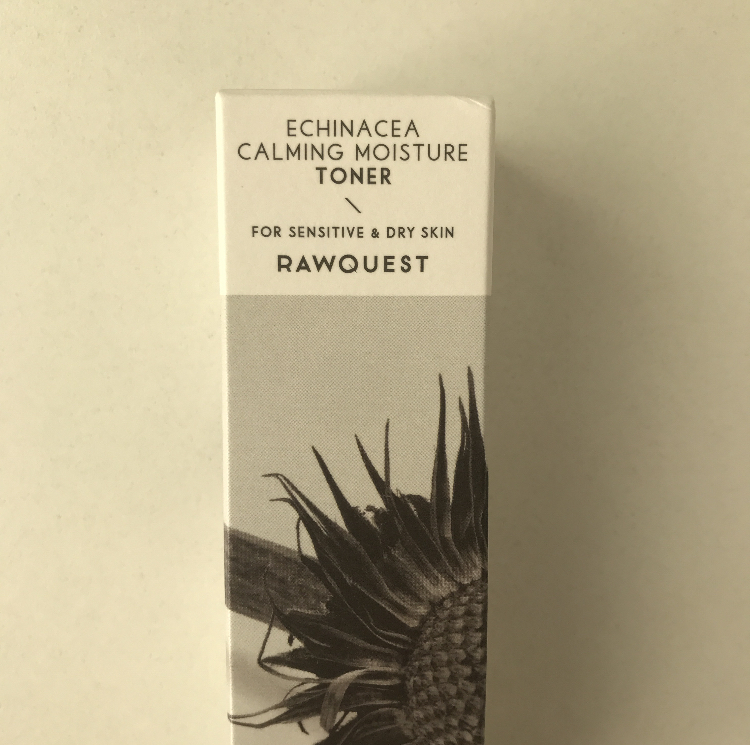 ECHINACEA
CALMING MOISTURE
TONER
\
FOR SENSITIVE & DRY SKIN
RAWQUEST